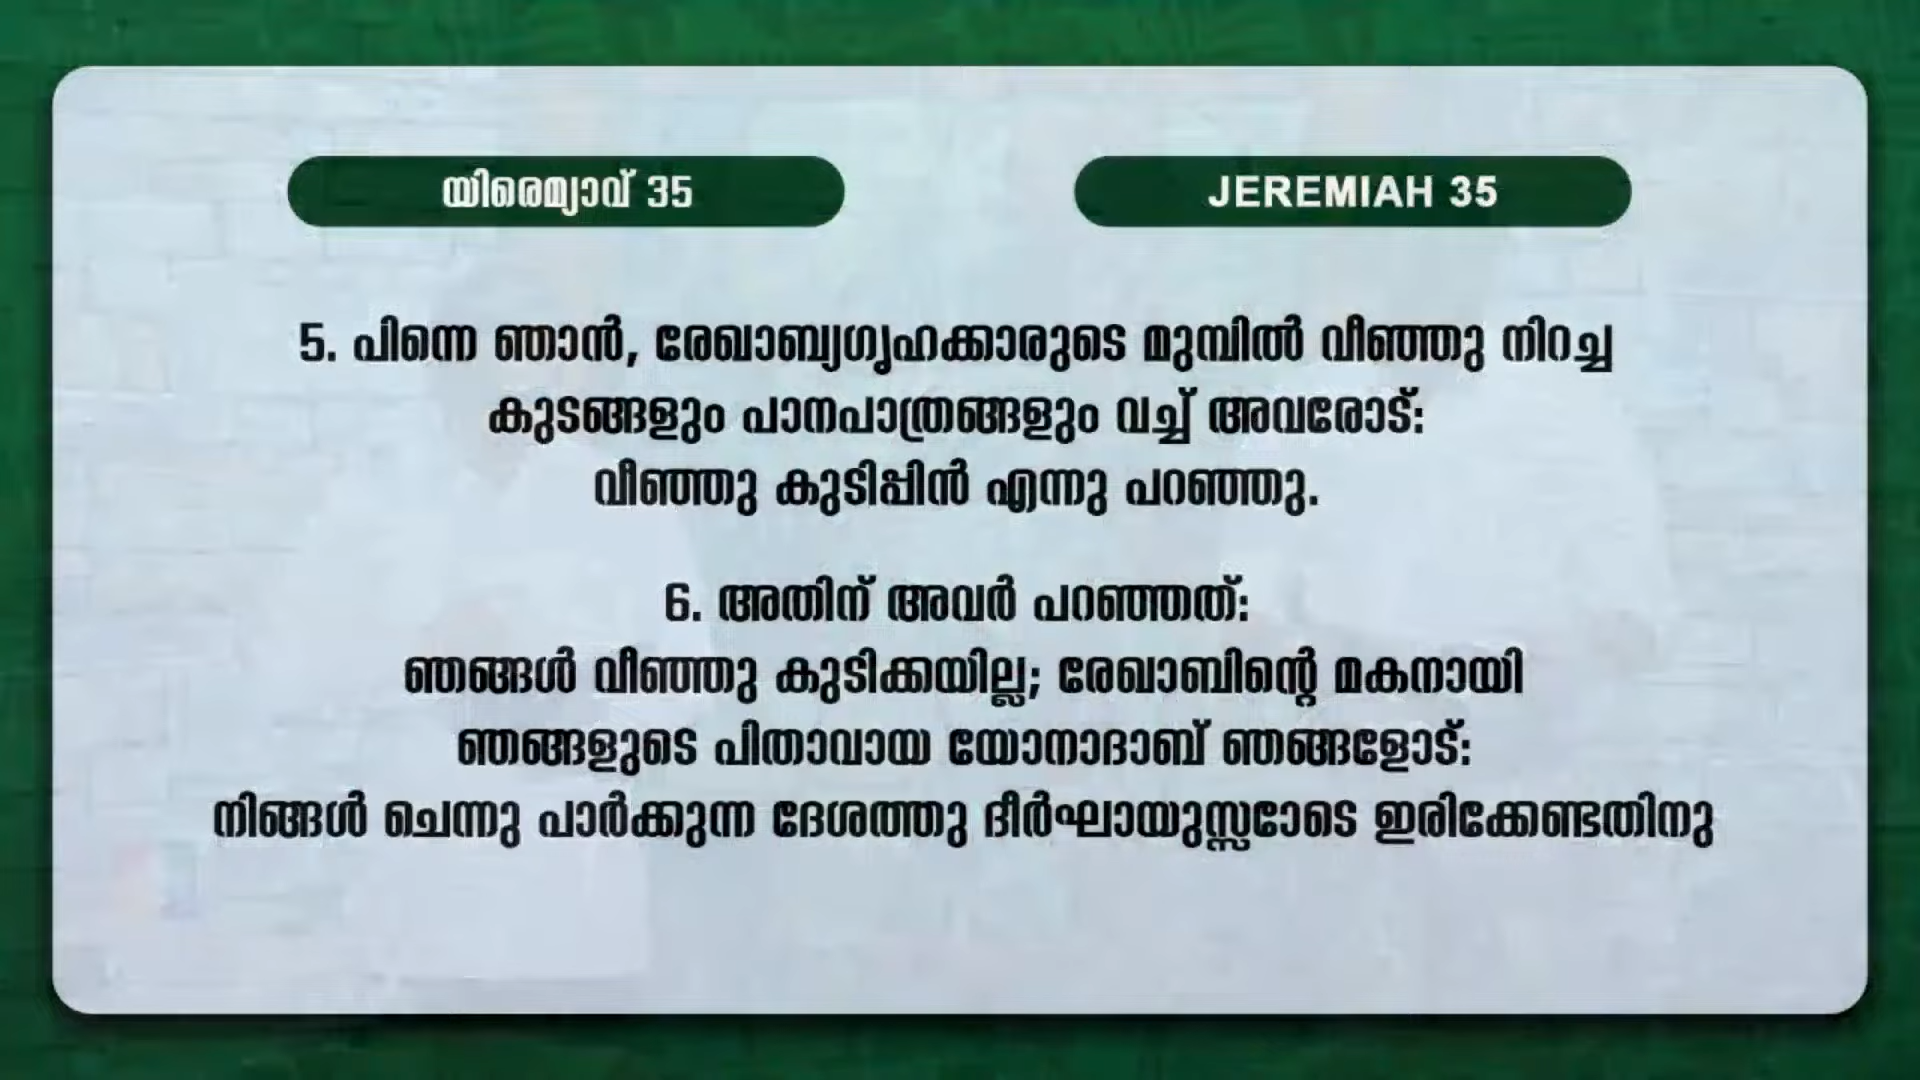 യിരെമ്യാവ് 35
JEREMIAH 35
5. പിന്നെ ഞാൻ, രേഖാബ്യഗൃഹക്കാരുടെ മുമ്പിൽ വീഞ്ഞു നിറച്ച
കുടങ്ങളും പാനപാത്രങ്ങളും വച്ച് അവരോട്:
വീഞ്ഞു കുടിപ്പിൻ എന്നു പറഞ്ഞു.
6. അതിന് അവർ പറഞ്ഞത്:
ഞങ്ങൾ വീഞ്ഞു കുടിക്കയില്ല; രേഖാബിന്റെ മകനായി
ഞങ്ങളുടെ പിതാവായ യോനാദാബ് ഞങ്ങളോട്:
നിങ്ങൾ ചെന്നു പാർക്കുന്ന ദേശത്തു ദീർഘായുസ്സോടെ ഇരിക്കേണ്ടതിനു